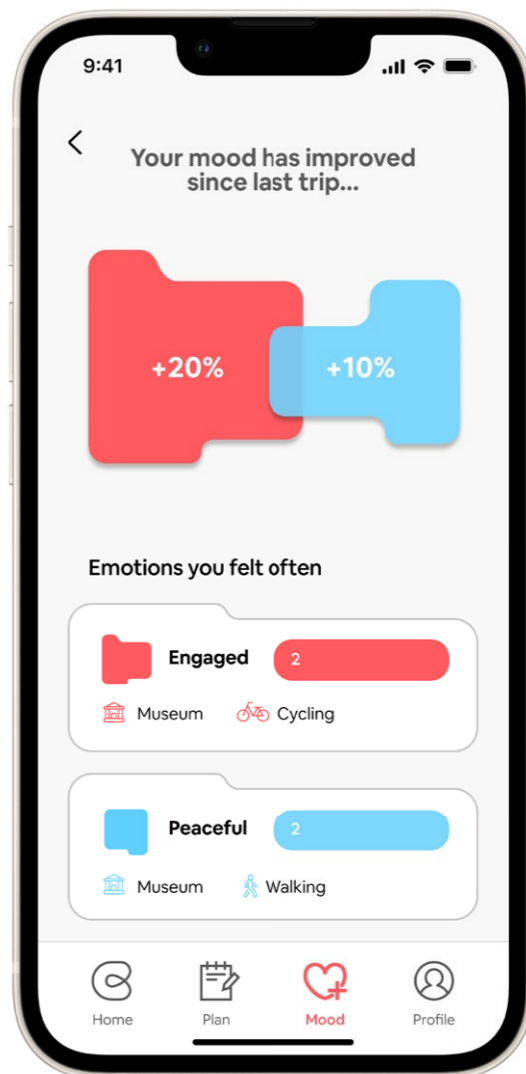 9:41
Your mood has improved
since last trip...
+20%
+10%
Emotions you felt often
Engaged 2
Museum Cycling
Peaceful 2
Museum Walking
Home Plan Mood Profile